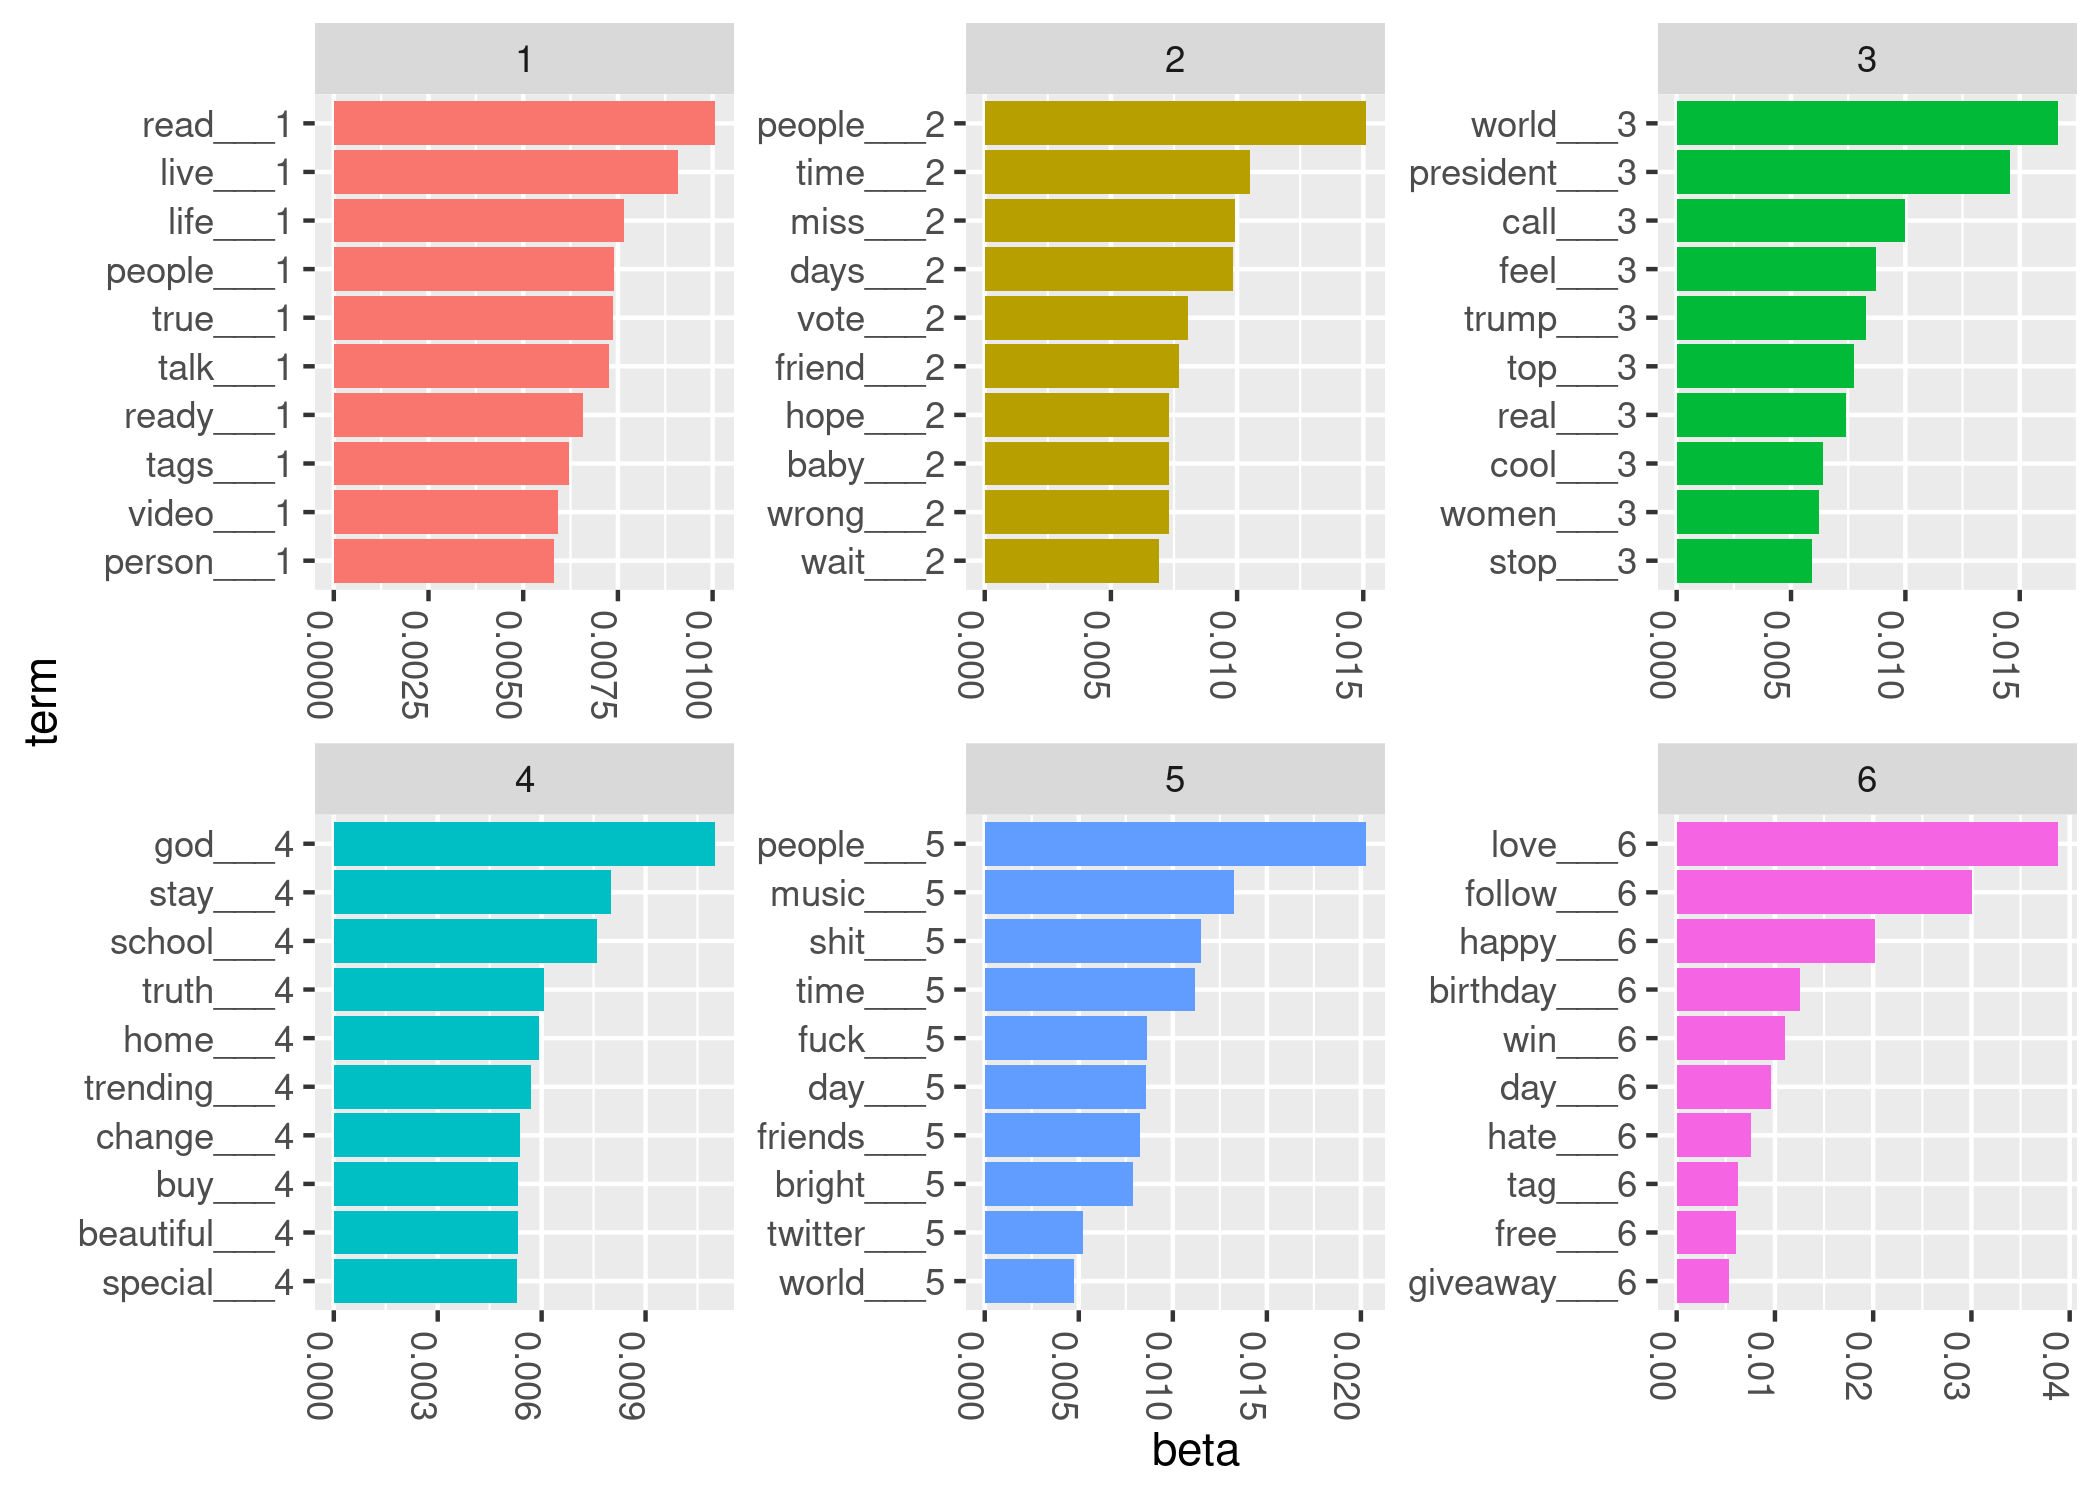 1
read___1
live___1
life___1
people___1
true___1
talk___1
ready___1
tags___1
video___1
person___1
0.0000 0.0025 0.0050 0.0075 0.0100
2
people___2
time___2
miss___2
days___2
vote___2
friend___2
hope___2
baby___2
wrong___2
wait___2
0.000 0.005 0.010 0.015
3
world___3
president___3
call___3
feel___3
trump___3
top___3
real___3
cool___3
women___3
stop___3
0.000 0.005 0.010 0.015
term
4
god___4
stay___4
school___4
truth___4
home___4
trending___4
change___4
buy___4
beautiful___4
special___4
0.000 0.003 0.006 0.009
5
people___5
music___5
shit___5
time___5
fuck___5
day___5
friends___5
bright___5
twitter___5
world___5
0.000 0.005 0.010 0.015 0.020
6
love___6
follow___6
happy___6
birthday___6
win___6
day___6
hate___6
tag___6
free___6
giveaway___6
0.00 0.01 0.02 0.03 0.04
beta